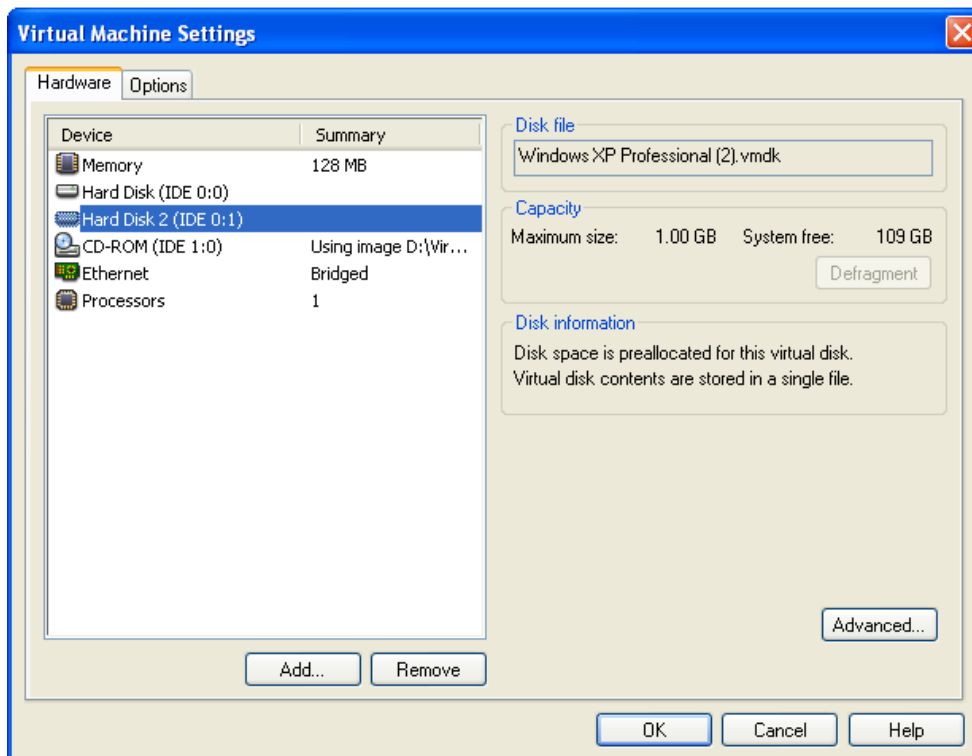 Virtual Machine Settings
Hardware Options
Device Summary
Memory 128 MB
Hard Disk (IDE 0:0)
Hard Disk 2 (IDE 0:1)
CD-ROM (IDE 1:0) Using image D:\Vir...
Ethernet Bridged
Processors 1
Add... Remove
Disk file
Windows XP Professional (2).vmdk
Capacity
Maximum size: 1.00 GB System free: 109 GB
Defragment
Disk information
Disk space is preallocated for this virtual disk.
Virtual disk contents are stored in a single file.
Advanced...
OK Cancel Help